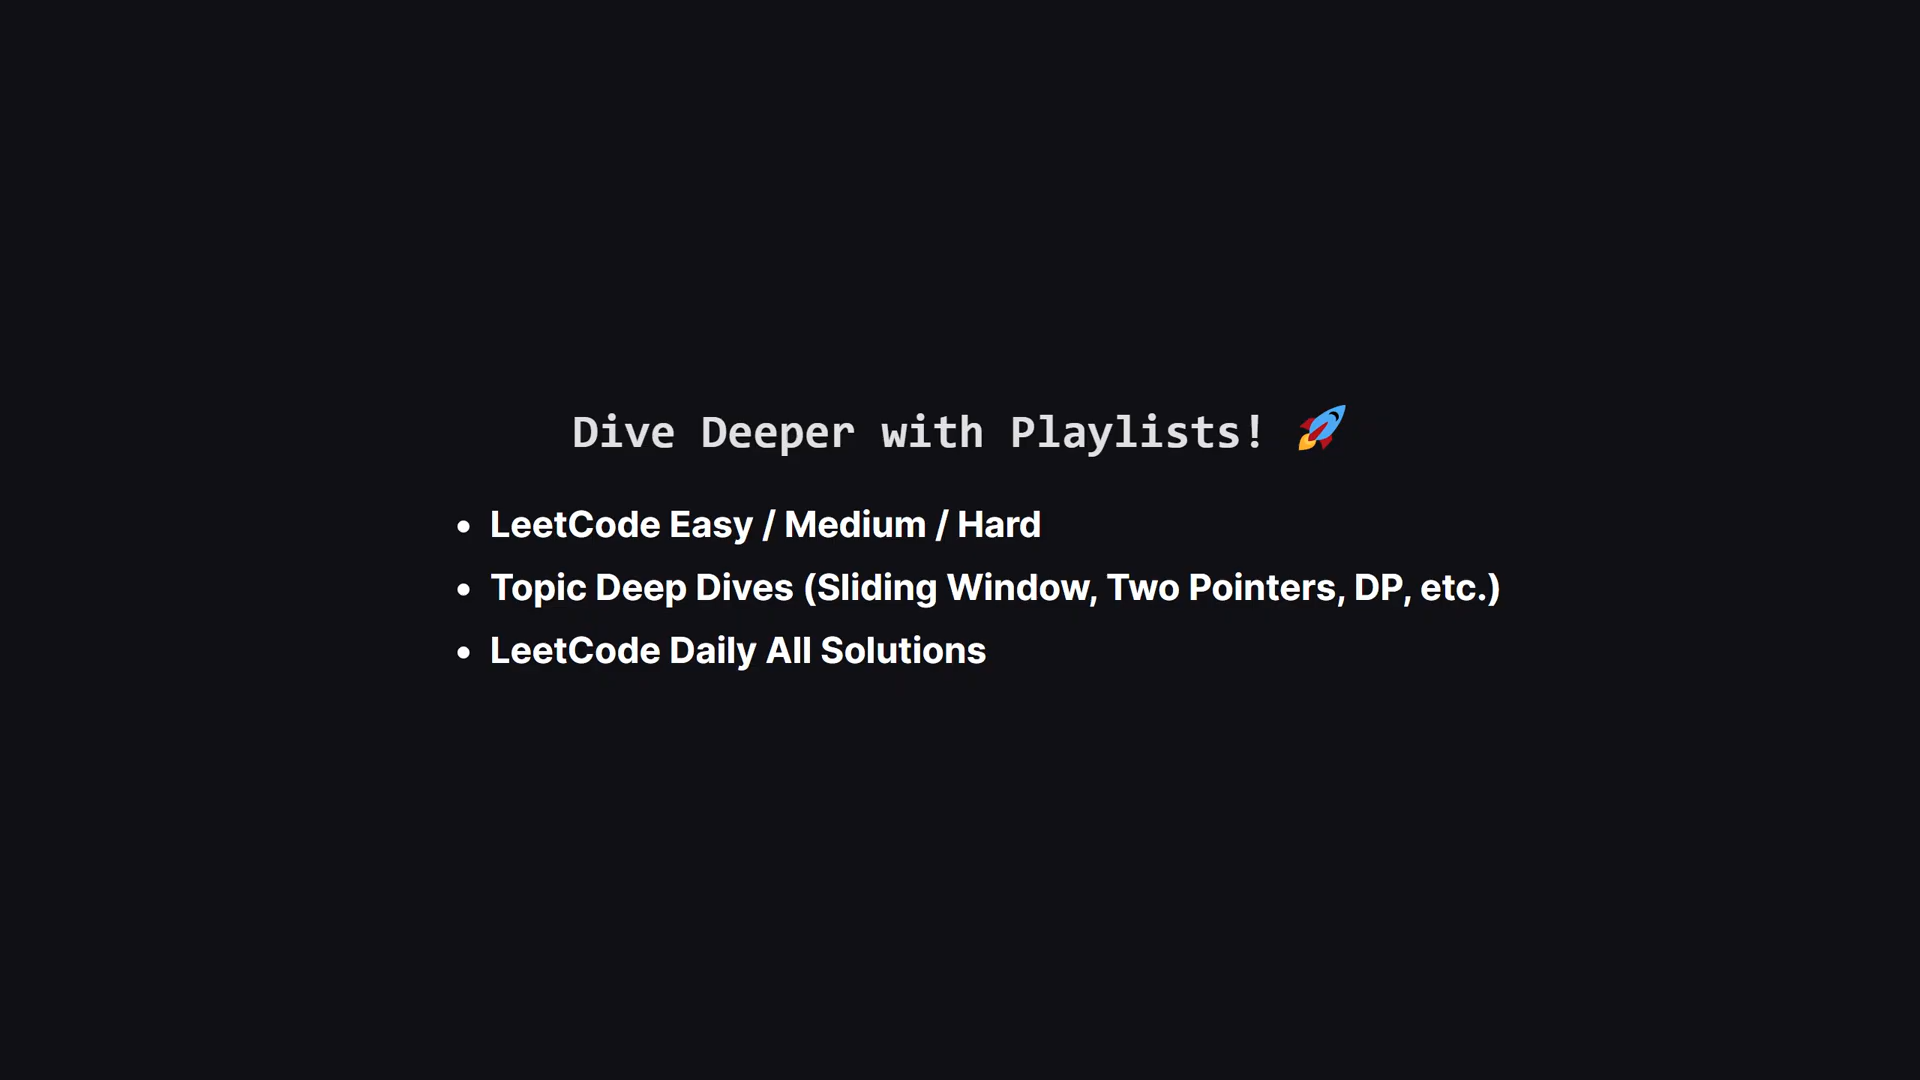 Dive Deeper with Playlists! 🚀
• LeetCode Easy / Medium / Hard
• Topic Deep Dives (Sliding Window, Two Pointers, DP, etc.)
• LeetCode Daily All Solutions